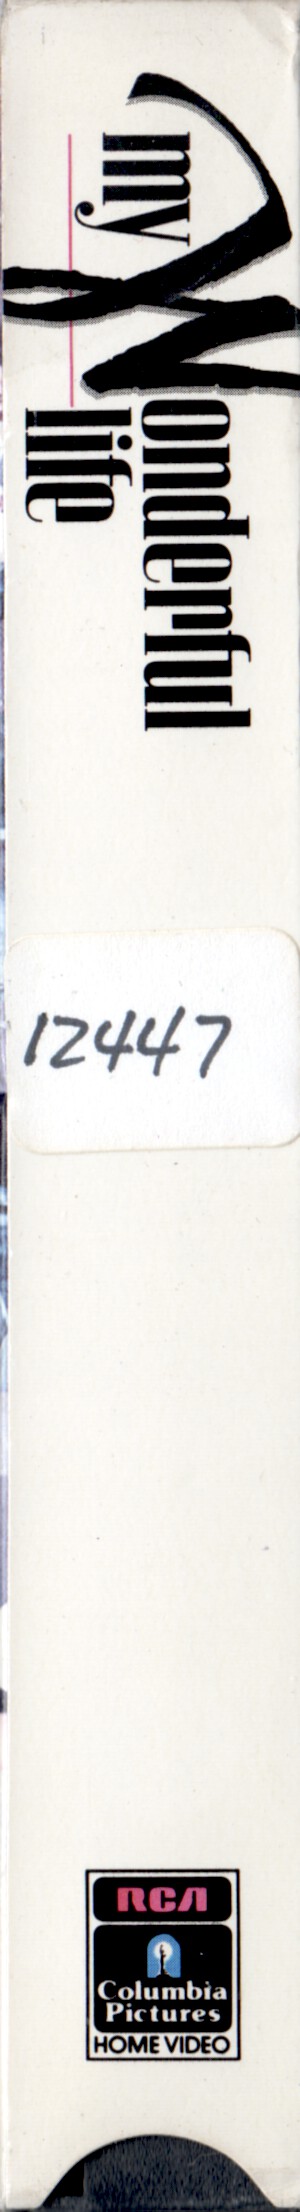 my
Wonderful
life
12447
RCA
Columbia
Pictures
HOME VIDEO